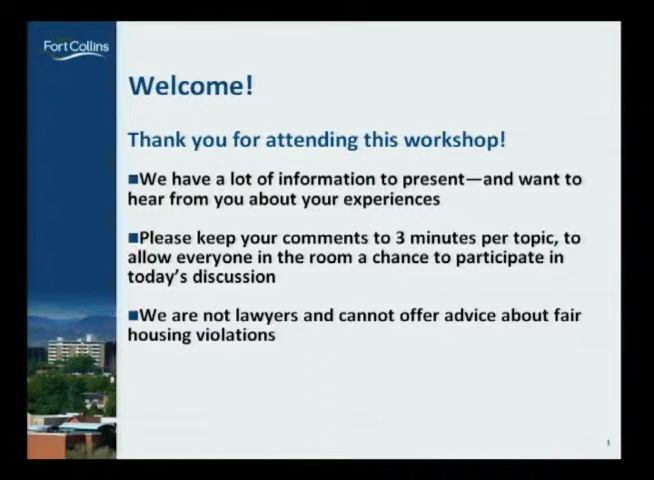 Fort Collins
Welcome!
Thank you for attending this workshop!
■We have a lot of information to present—and want to
hear from you about your experiences
■Please keep your comments to 3 minutes per topic, to
allow everyone in the room a chance to participate in
today's discussion
■We are not lawyers and cannot offer advice about fair
housing violations
1